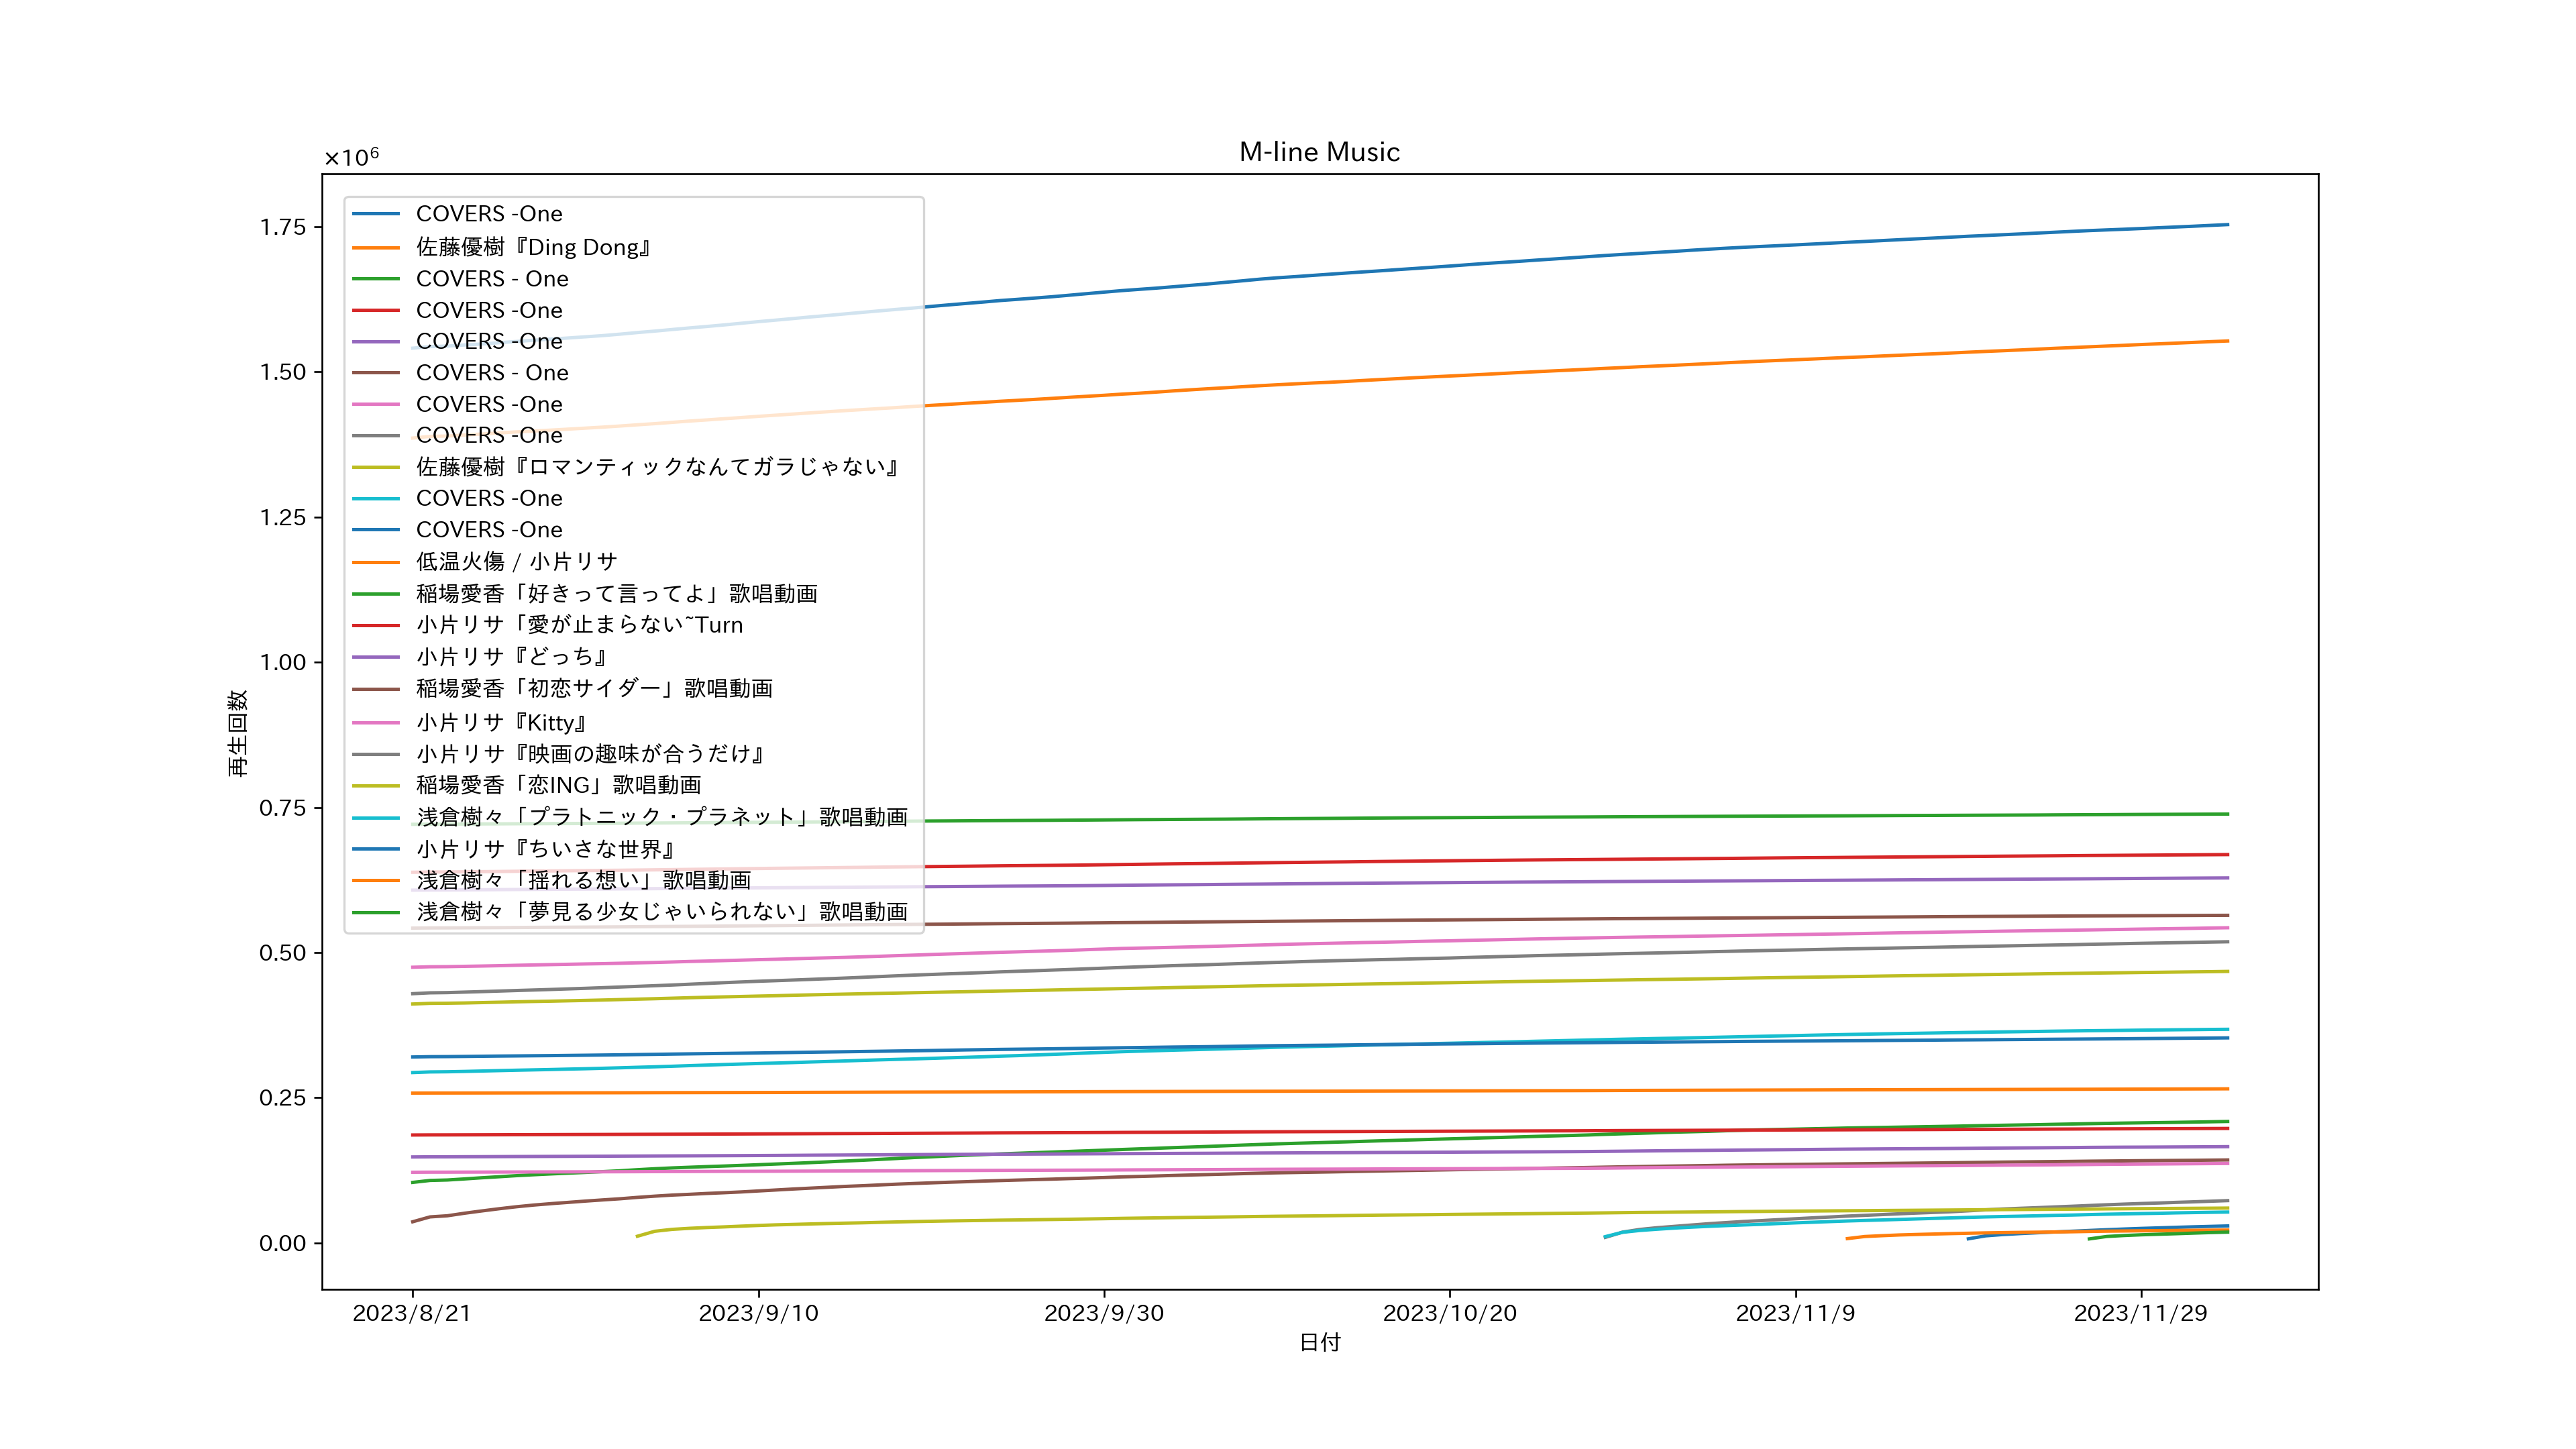 M-line Music
×10⁶
1.75
1.50
1.25
1.00
0.75
0.50
0.25
0.00
再生回数
COVERS -One
佐藤優樹『Ding Dong』
COVERS - One
COVERS -One
COVERS -One
COVERS - One
COVERS -One
COVERS -One
佐藤優樹『ロマンティックなんてガラじゃない』
COVERS -One
COVERS -One
低温火傷 / 小片リサ
稲場愛香「好きって言ってよ」歌唱動画
小片リサ「愛が止まらない~Turn
小片リサ『どっち』
稲場愛香「初恋サイダー」歌唱動画
小片リサ『Kitty』
小片リサ『映画の趣味が合うだけ』
稲場愛香「恋ING」歌唱動画
浅倉樹々「プラトニック・プラネット」歌唱動画
小片リサ『ちいさな世界』
浅倉樹々「揺れる想い」歌唱動画
浅倉樹々「夢見る少女じゃいられない」歌唱動画
2023/8/21
2023/9/10
2023/9/30
2023/10/20
2023/11/9
2023/11/29
日付